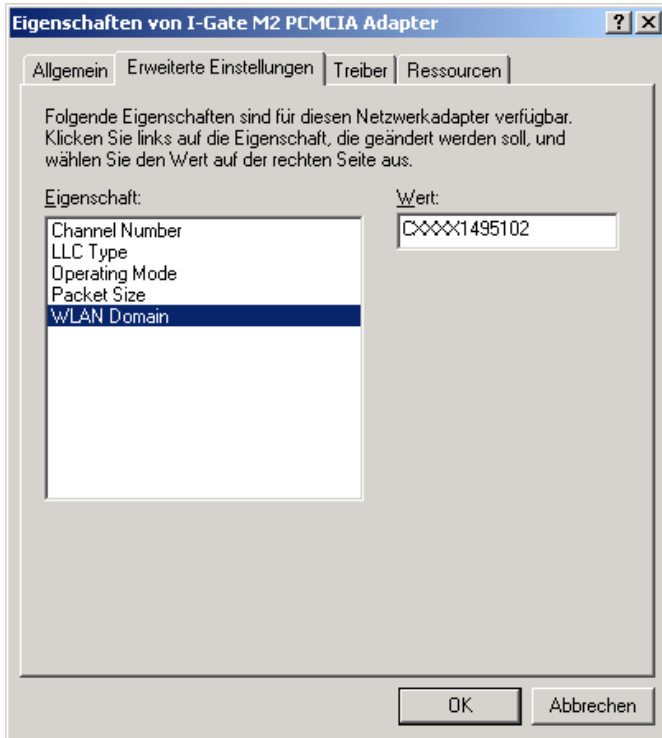 Eigenschaften von I-Gate M2 PCMCIA Adapter
Allgemein Erweiterte Einstellungen Treiber Ressourcen
Folgende Eigenschaften sind für diesen Netzwerkadapter verfügbar.
Klicken Sie links auf die Eigenschaft, die geändert werden soll, und
wählen Sie den Wert auf der rechten Seite aus.
Eigenschaft: Wert:
Channel Number CXXXX1495102
LLC Type
Operating Mode
Packet Size
WLAN Domain
OK Abbrechen